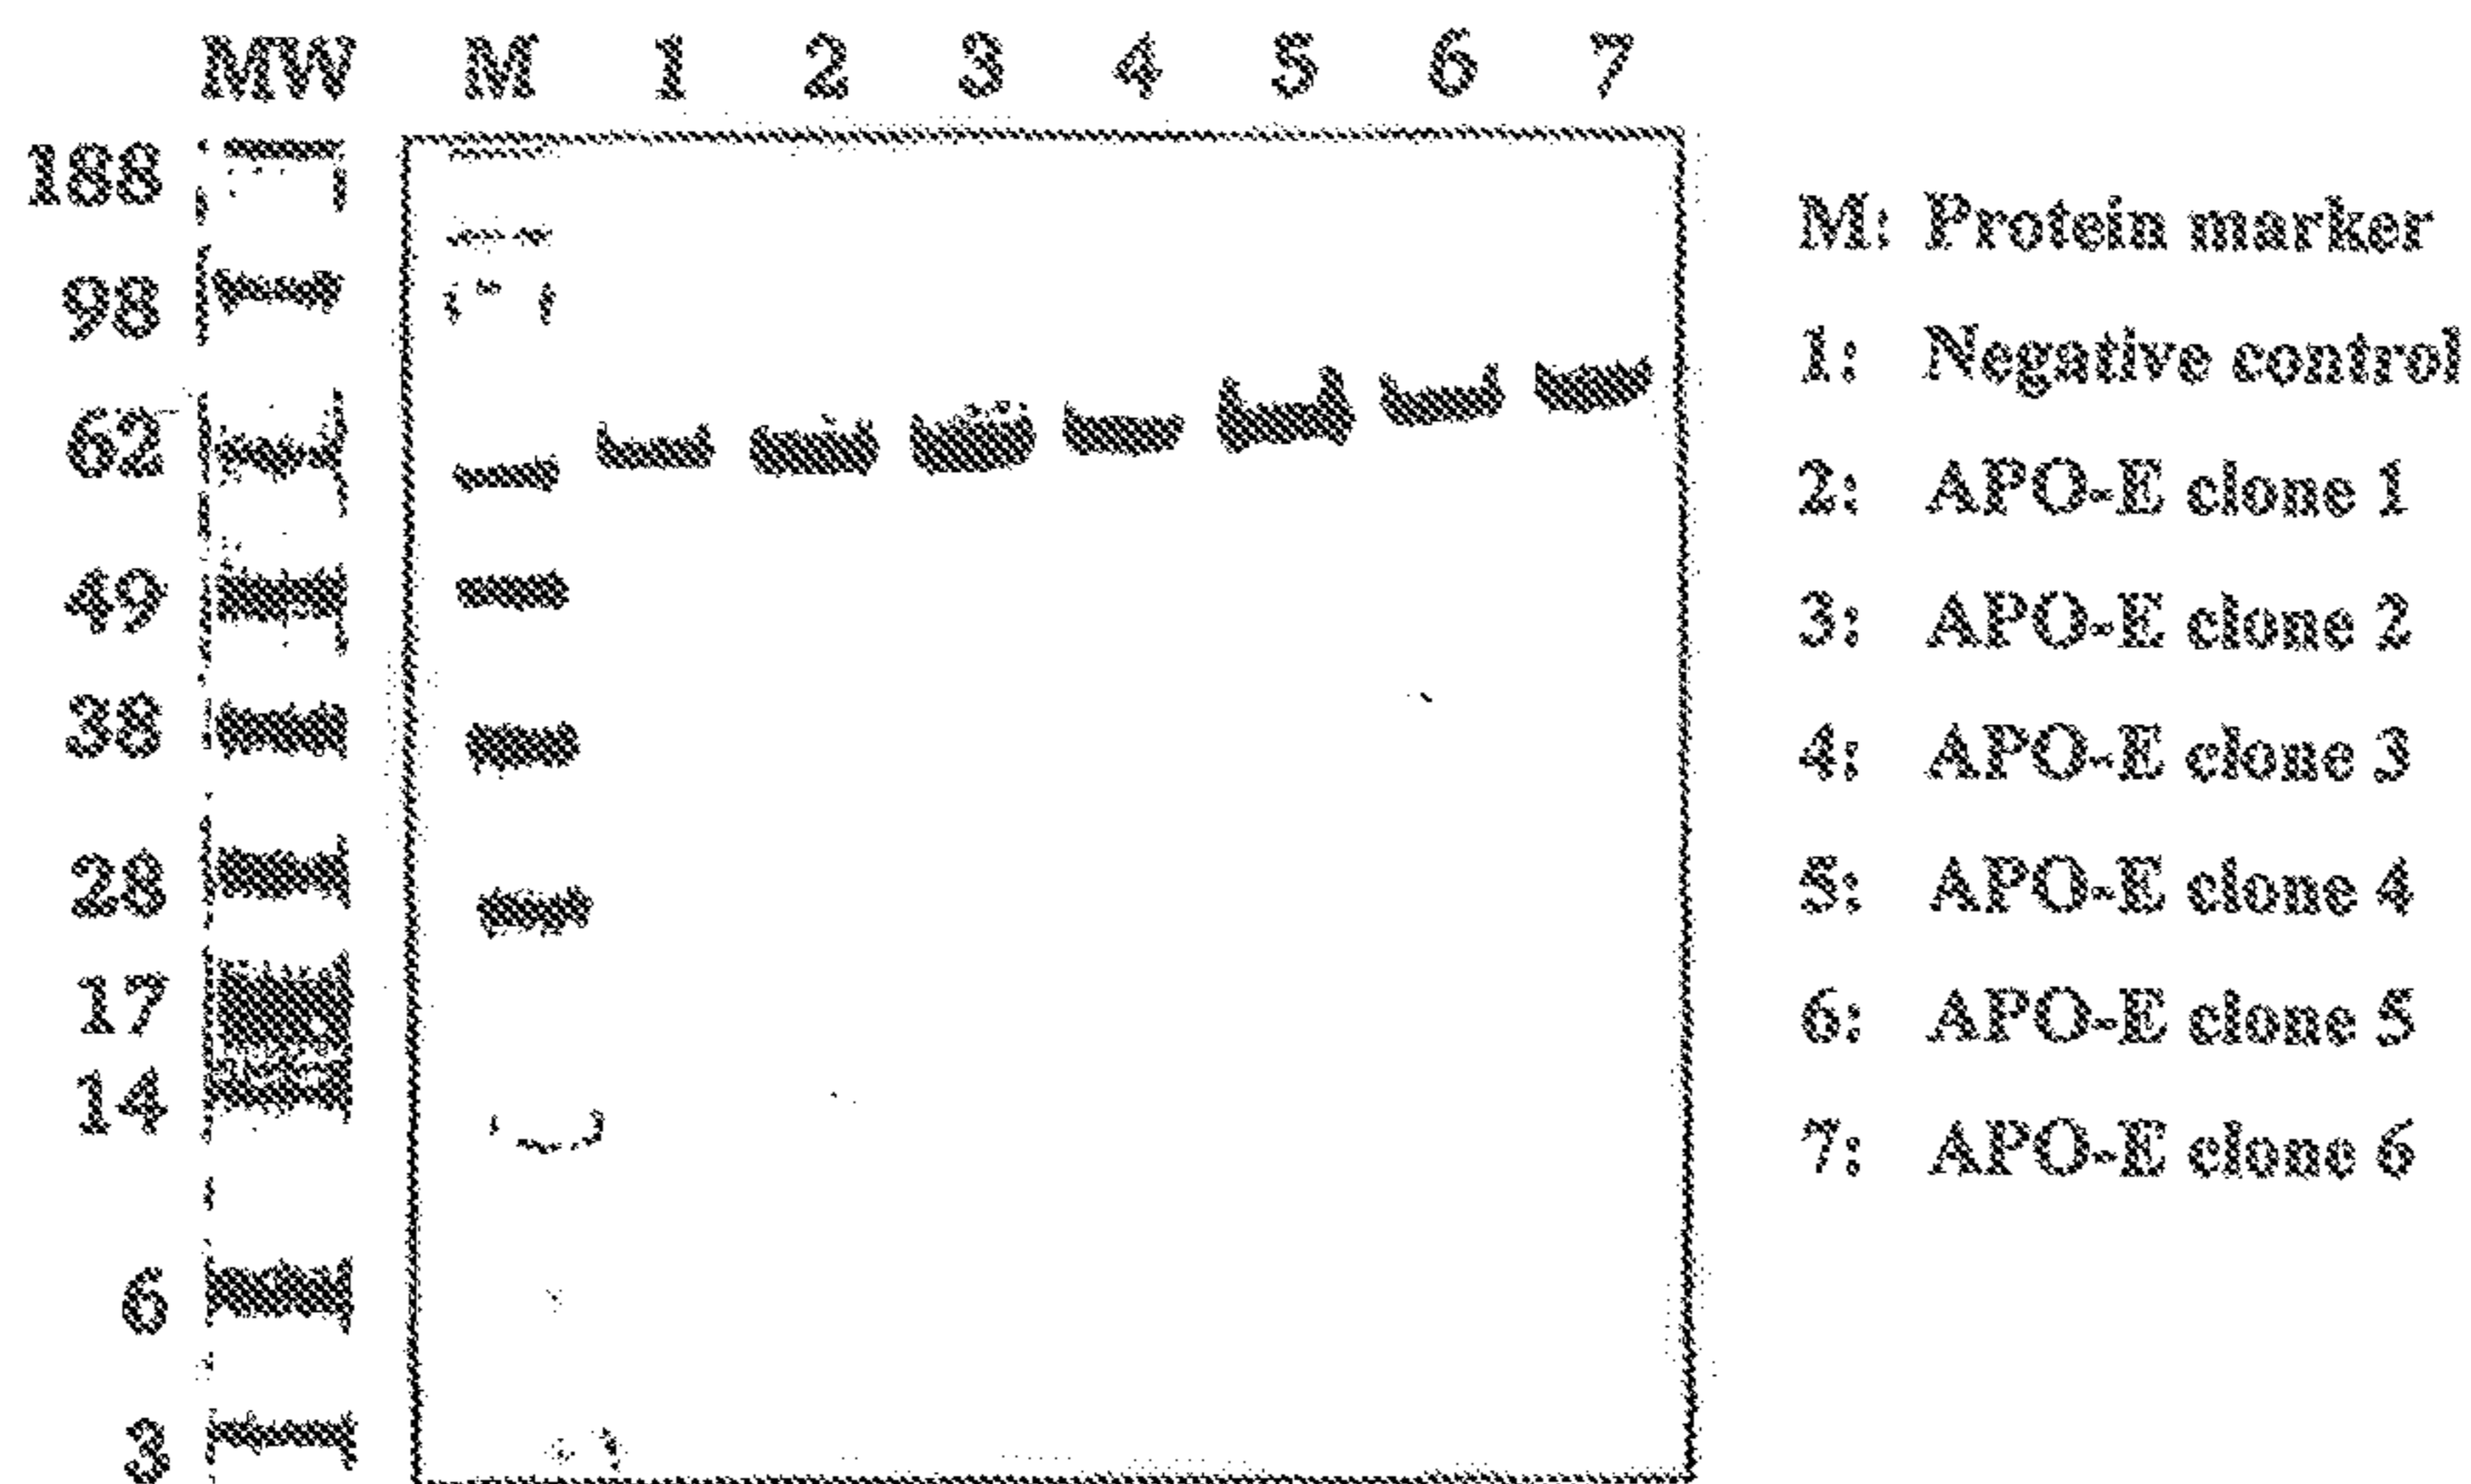 MW M 1 2 3 4 5 6 7
188
98
62
49
38
28
17
14
6
3
M: Protein marker
1: Negative control
2: APO-E clone 1
3: APO-E clone 2
4: APO-E clone 3
5: APO-E clone 4
6: APO-E clone 5
7: APO-E clone 6